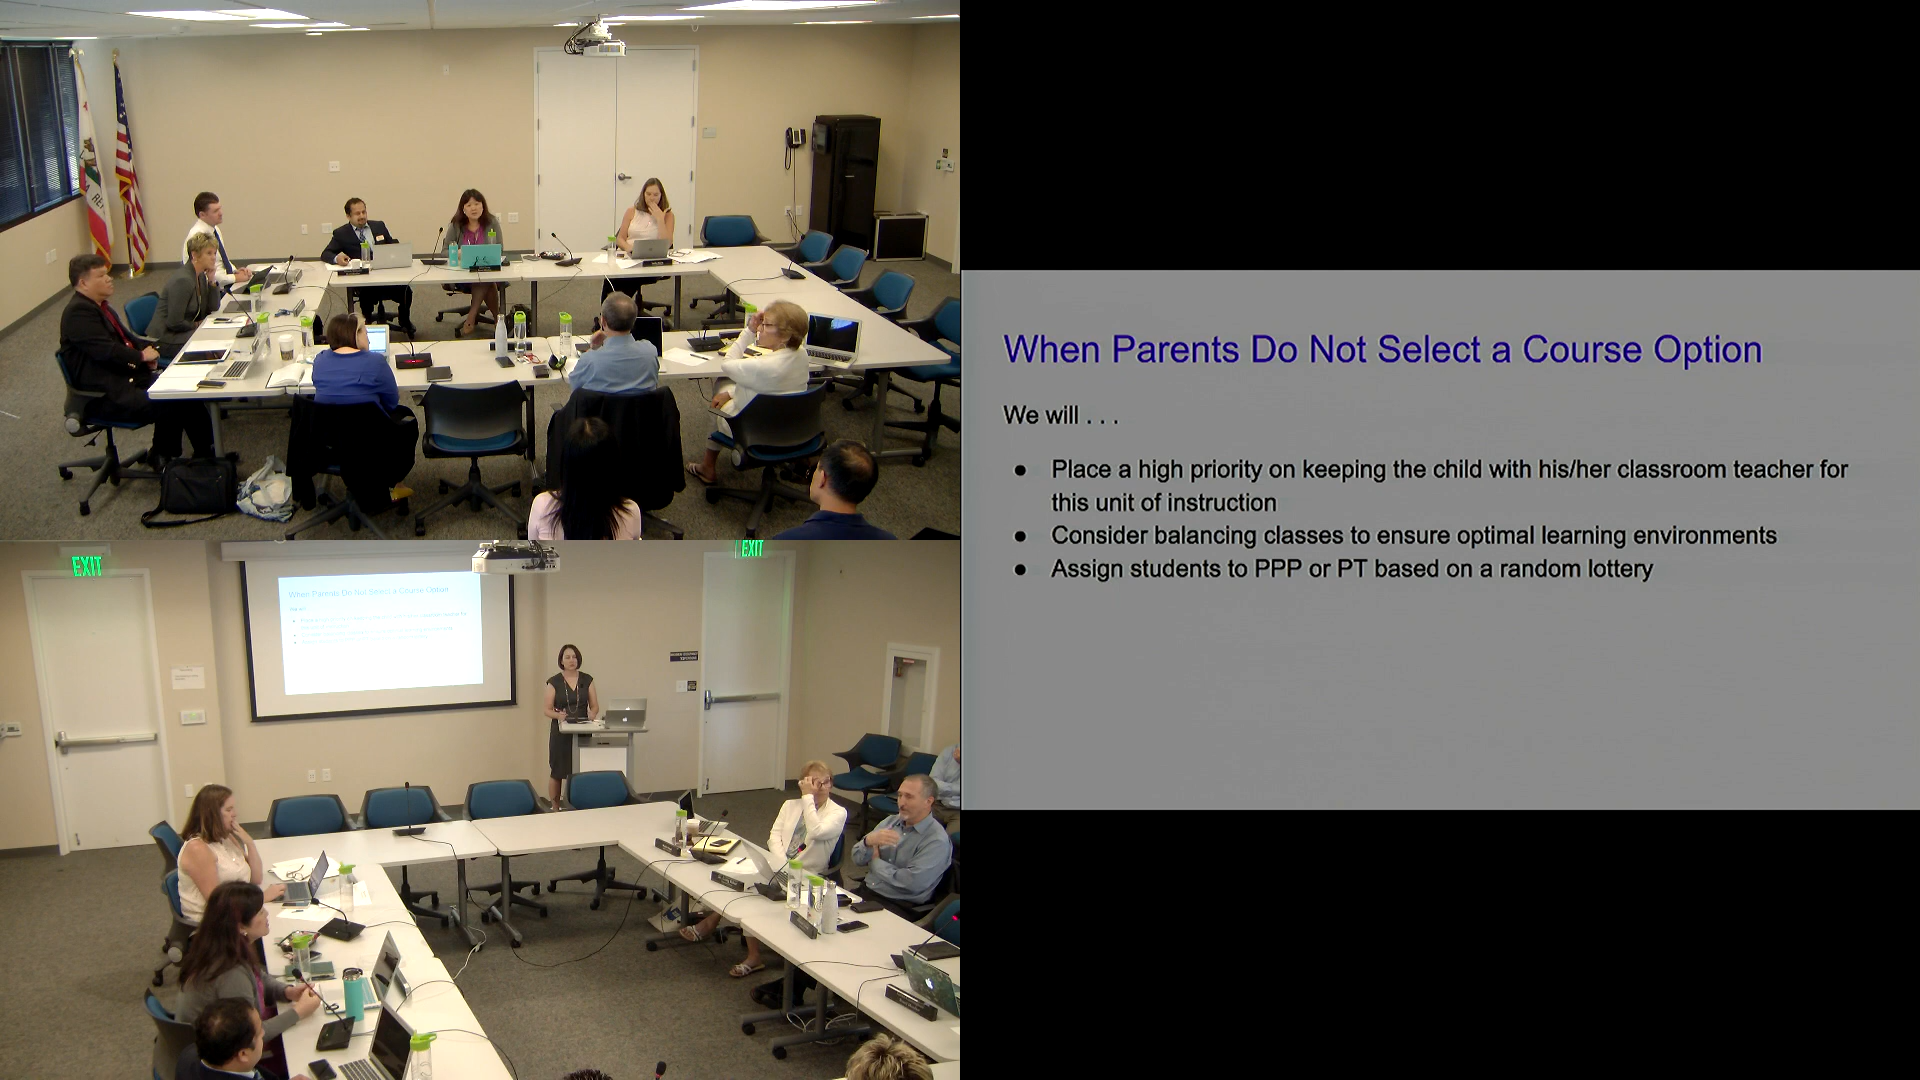 EXIT
EXIT
When Parents Do Not Select a Course Option
When Parents Do Not Select a Course Option
We will . . .
● Place a high priority on keeping the child with his/her classroom teacher for
this unit of instruction
● Consider balancing classes to ensure optimal learning environments
● Assign students to PPP or PT based on a random lottery